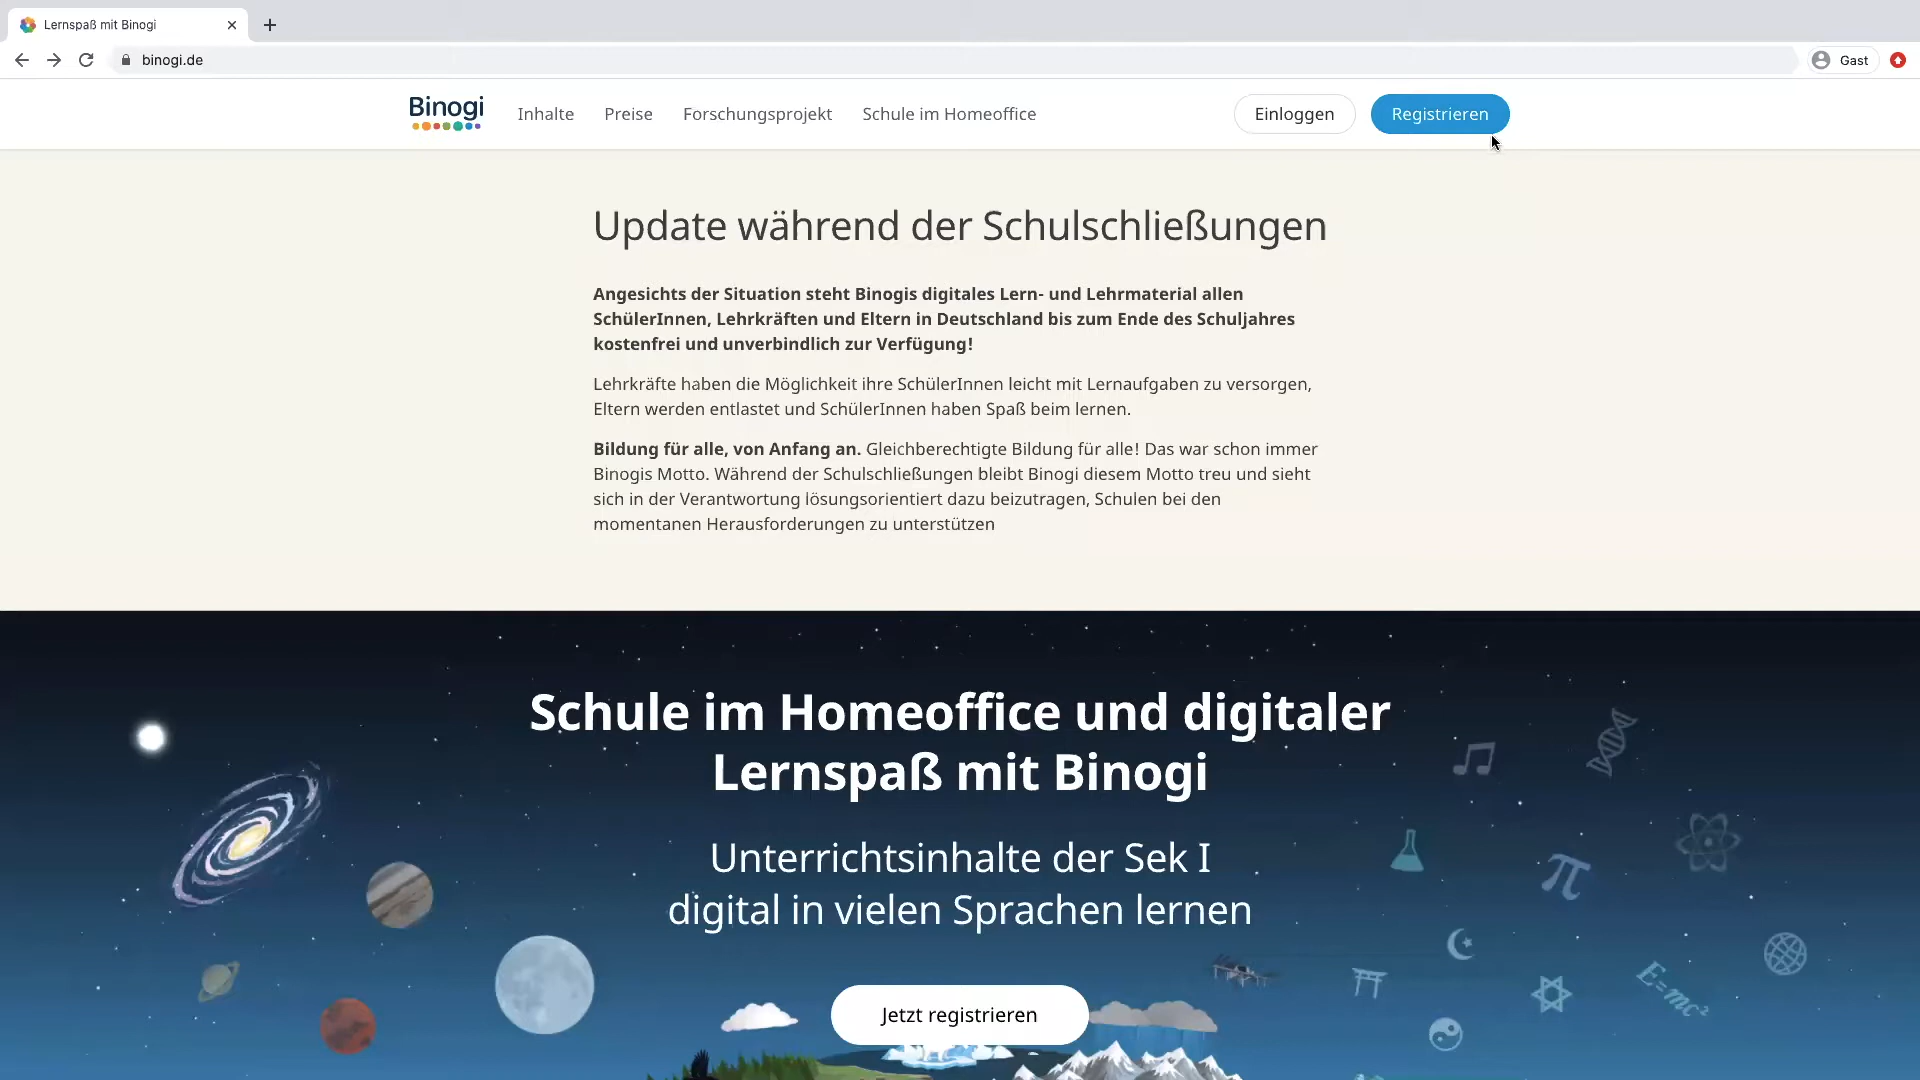 Lernspaß mit Binogi
binogi.de
Gast
Binogi
Inhalte
Preise
Forschungsprojekt
Schule im Homeoffice
Einloggen
Registrieren
Update während der Schulschließungen
Angesichts der Situation steht Binogis digitales Lern- und Lehrmaterial allen
SchülerInnen, Lehrkräften und Eltern in Deutschland bis zum Ende des Schuljahres
kostenfrei und unverbindlich zur Verfügung!
Lehrkräfte haben die Möglichkeit ihre SchülerInnen leicht mit Lernaufgaben zu versorgen,
Eltern werden entlastet und SchülerInnen haben Spaß beim lernen.
Bildung für alle, von Anfang an. Gleichberechtigte Bildung für alle! Das war schon immer
Binogis Motto. Während der Schulschließungen bleibt Binogi diesem Motto treu und sieht
sich in der Verantwortung lösungsorientiert dazu beizutragen, Schulen bei den
momentanen Herausforderungen zu unterstützen
Schule im Homeoffice und digitaler
Lernspaß mit Binogi
Unterrichtsinhalte der Sek I
digital in vielen Sprachen lernen
π
E=mc²
Jetzt registrieren